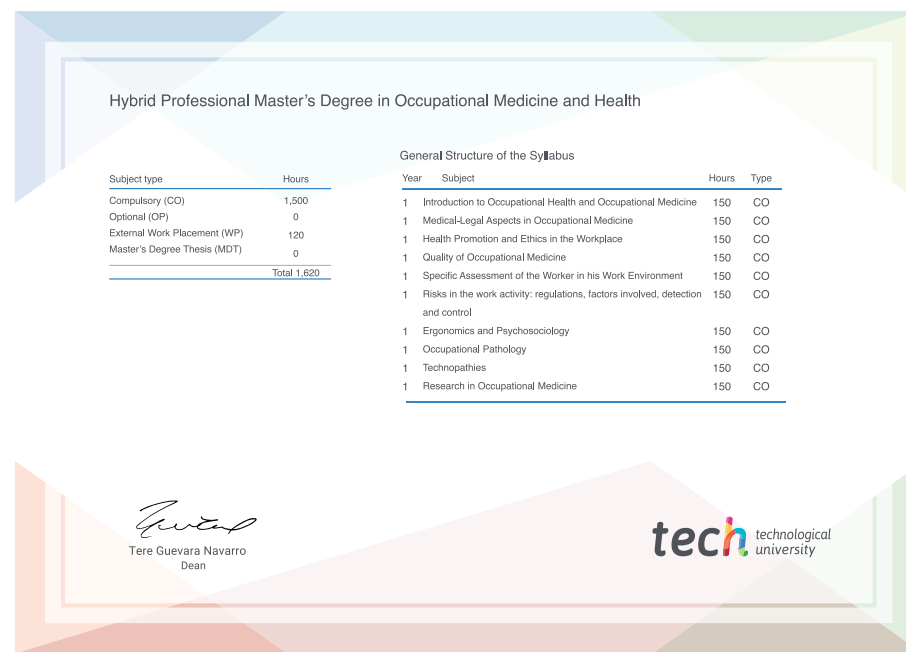 Hybrid Professional Master's Degree in Occupational Medicine and Health
Subject type Hours
Compulsory (CO) 1,500
Optional (OP) 0
External Work Placement (WP) 120
Master's Degree Thesis (MDT) 0
Total 1,620
General Structure of the Syllabus
Year Subject Hours Type
1 Introduction to Occupational Health and Occupational Medicine 150 CO
1 Medical-Legal Aspects in Occupational Medicine 150 CO
1 Health Promotion and Ethics in the Workplace 150 CO
1 Quality of Occupational Medicine 150 CO
1 Specific Assessment of the Worker in his Work Environment 150 CO
1 Risks in the work activity: regulations, factors involved, detection 150 CO
and control
1 Ergonomics and Psychosociology 150 CO
1 Occupational Pathology 150 CO
1 Technopathies 150 CO
1 Research in Occupational Medicine 150 CO
Tere Guevara Navarro
Dean
tech technological
university